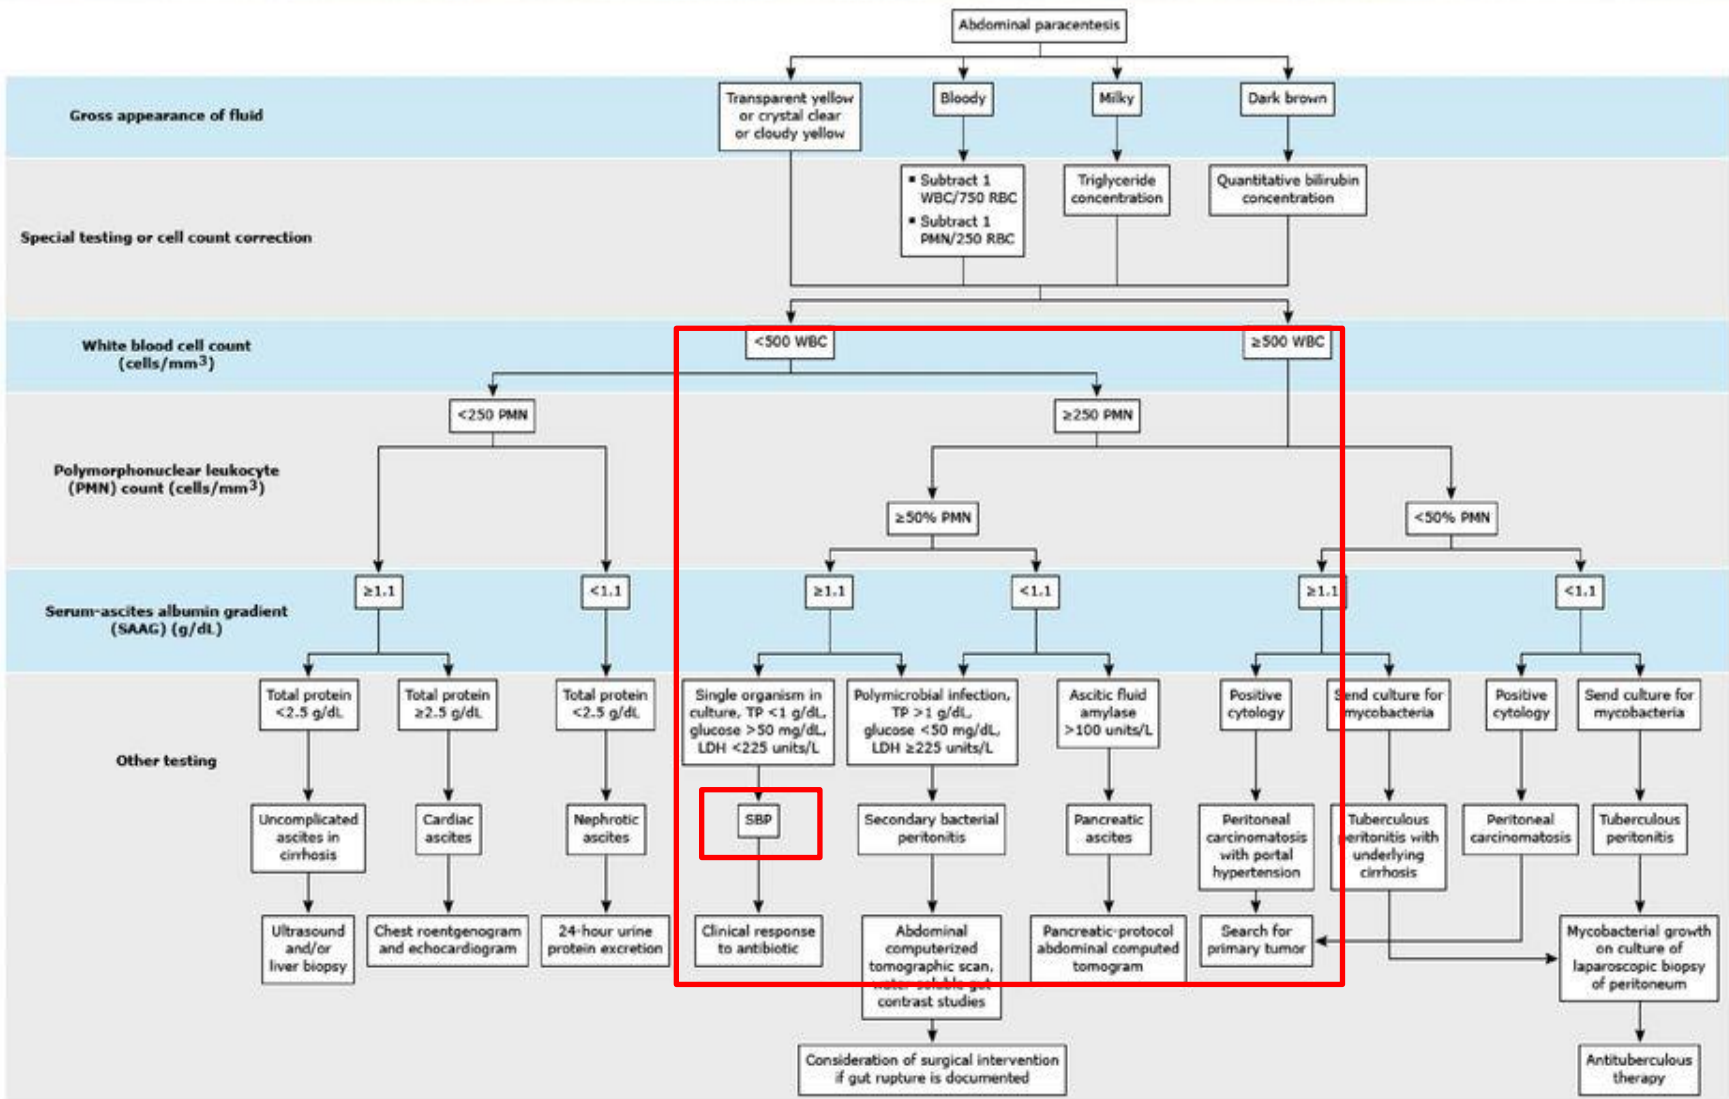 Abdominal paracentesis
Gross appearance of fluid
Transparent yellow
or crystal clear
or cloudy yellow
Bloody
Milky
Dark brown
Special testing or cell count correction
▪ Subtract 1
WBC/750 RBC
▪ Subtract 1
PMN/250 RBC
Triglyceride
concentration
Quantitative bilirubin
concentration
White blood cell count
(cells/mm3)
<500 WBC
≥500 WBC
Polymorphonuclear leukocyte
(PMN) count (cells/mm3)
<250 PMN
≥250 PMN
≥50% PMN
<50% PMN
Serum-ascites albumin gradient
(SAAG) (g/dL)
≥1.1
<1.1
≥1.1
<1.1
≥1.1
<1.1
Other testing
Total protein
<2.5 g/dL
Total protein
≥2.5 g/dL
Total protein
<2.5 g/dL
Single organism in
culture, TP <1 g/dL,
glucose >50 mg/dL,
LDH <225 units/L
Polymicrobial infection,
TP >1 g/dL,
glucose <50 mg/dL,
LDH ≥225 units/L
Ascitic fluid
amylase
>100 units/L
Positive
cytology
Send culture for
mycobacteria
Positive
cytology
Send culture for
mycobacteria
Uncomplicated
ascites in
cirrhosis
Cardiac
ascites
Nephrotic
ascites
SBP
Secondary bacterial
peritonitis
Pancreatic
ascites
Peritoneal
carcinomatosis
with portal
hypertension
Tuberculous
peritonitis with
underlying
cirrhosis
Peritoneal
carcinomatosis
Tuberculous
peritonitis
Ultrasound
and/or
liver biopsy
Chest roentgenogram
and echocardiogram
24-hour urine
protein excretion
Clinical response
to antibiotic
Abdominal
computerized
tomographic scan,
water-soluble gut
contrast studies
Pancreatic-protocol
abdominal computed
tomogram
Search for
primary tumor
Mycobacterial growth
on culture of
laparoscopic biopsy
of peritoneum
Consideration of surgical intervention
if gut rupture is documented
Antituberculous
therapy